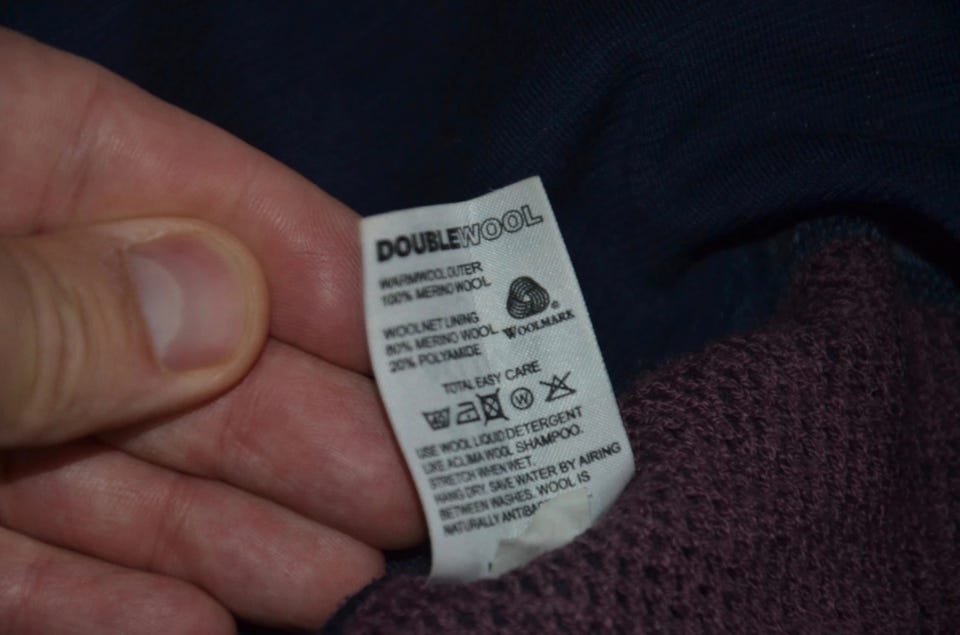 DOUBLEWOOL
WARMWOOL OUTER
100% MERINO WOOL
WOOLNET LINING
80% MERINO WOOL
20% POLYAMIDE
WOOLMARK
TOTAL EASY CARE
W
USE WOOL LIQUID DETERGENT
LIKE ACLIMA WOOL SHAMPOO.
STRETCH WHEN WET.
HANG DRY. SAVE WATER BY AIRING
BETWEEN WASHES. WOOL IS
NATURALLY